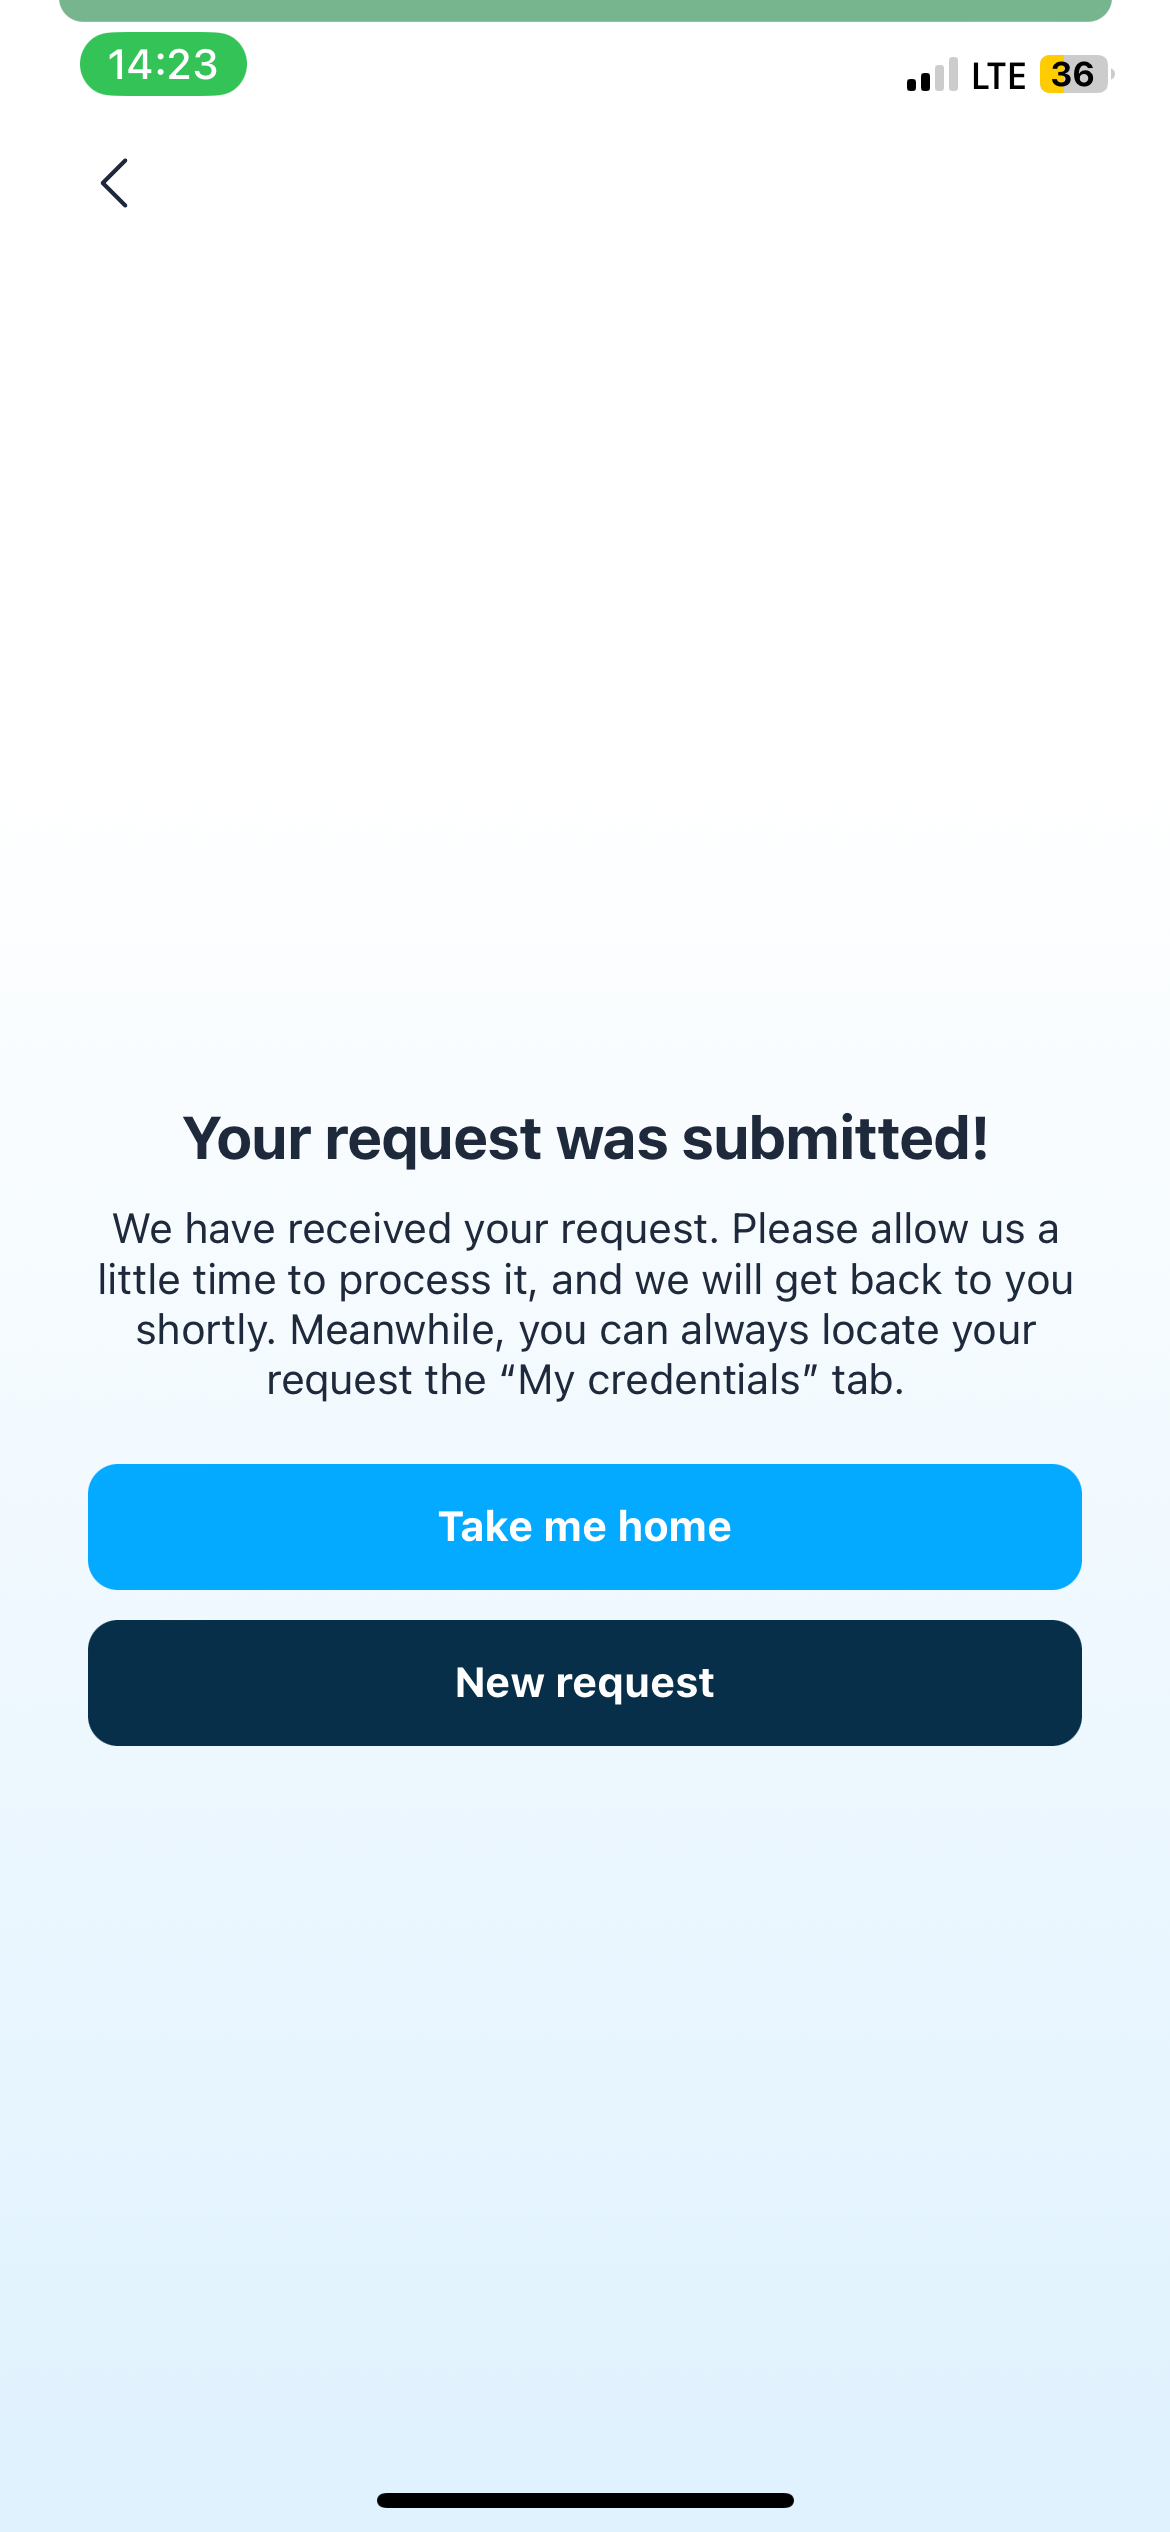 14:23
LTE 36
Your request was submitted!
We have received your request. Please allow us a
little time to process it, and we will get back to you
shortly. Meanwhile, you can always locate your
request the “My credentials” tab.
Take me home
New request